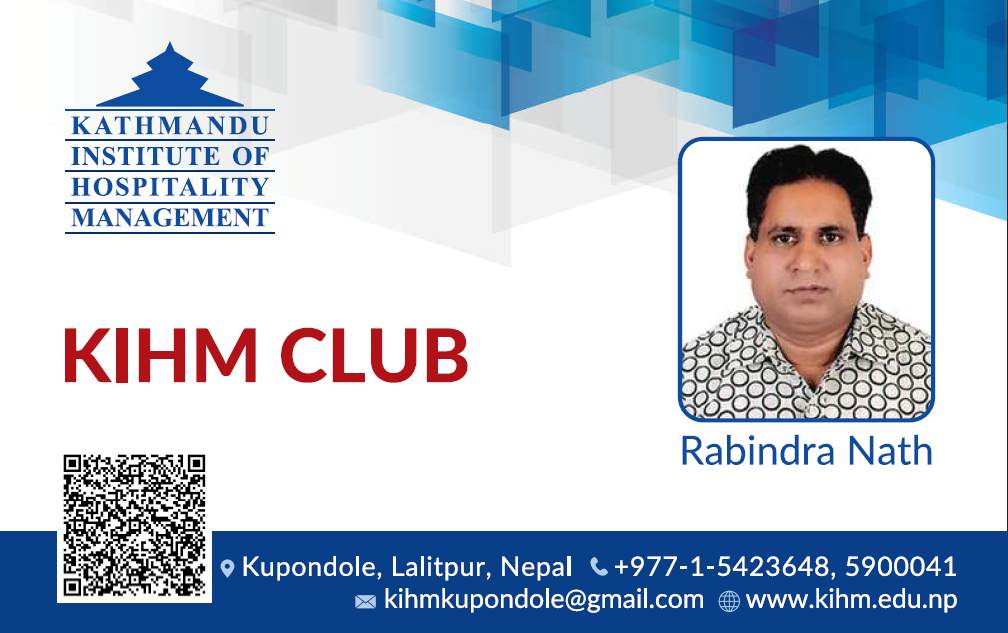 KATHMANDU
INSTITUTE OF
HOSPITALITY
MANAGEMENT
KIHM CLUB
Rabindra Nath
Kupondole, Lalitpur, Nepal +977-1-5423648, 5900041
kihmkupondole@gmail.com www.kihm.edu.np